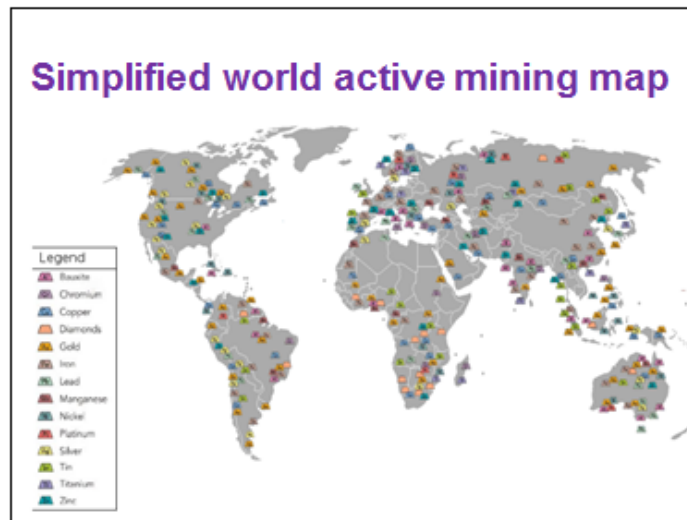 Simplified world active mining map
Legend
Bauxite
Chromium
Copper
Diamonds
Gold
Iron
Lead
Manganese
Nickel
Platinum
Silver
Tin
Titanium
Zinc